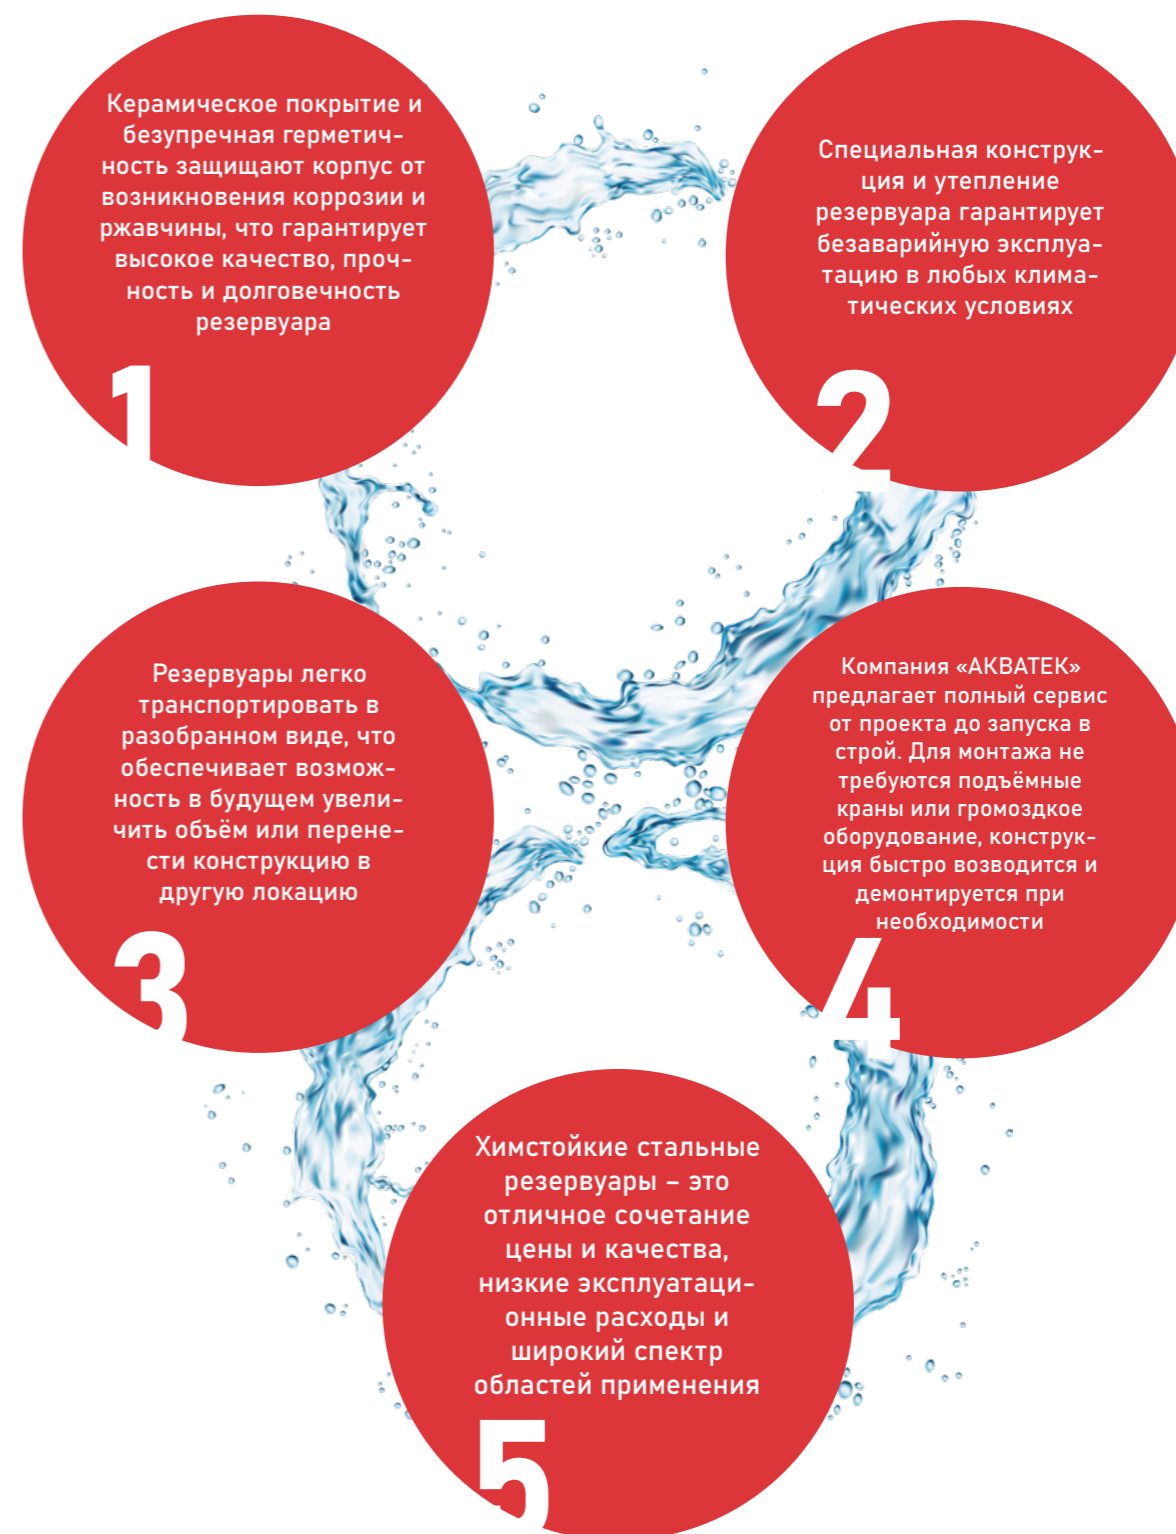 Керамическое покрытие и
безупречная герметич-
ность защищают корпус от
возникновения коррозии и
ржавчины, что гарантирует
высокое качество, проч-
ность и долговечность
резервуара
1
Специальная конструк-
ция и утепление
резервуара гарантирует
безаварийную эксплуа-
тацию в любых клима-
тических условиях
2
Резервуары легко
транспортировать в
разобранном виде, что
обеспечивает возмож-
ность в будущем увели-
чить объём или перене-
сти конструкцию в
другую локацию
3
Компания «АКВАТЕК»
предлагает полный сервис
от проекта до запуска в
строй. Для монтажа не
требуются подъёмные
краны или громоздкое
оборудование, конструк-
ция быстро возводится и
демонтируется при
необходимости
4
Химстойкие стальные
резервуары – это
отличное сочетание
цены и качества,
низкие эксплуатаци-
онные расходы и
широкий спектр
областей применения
5